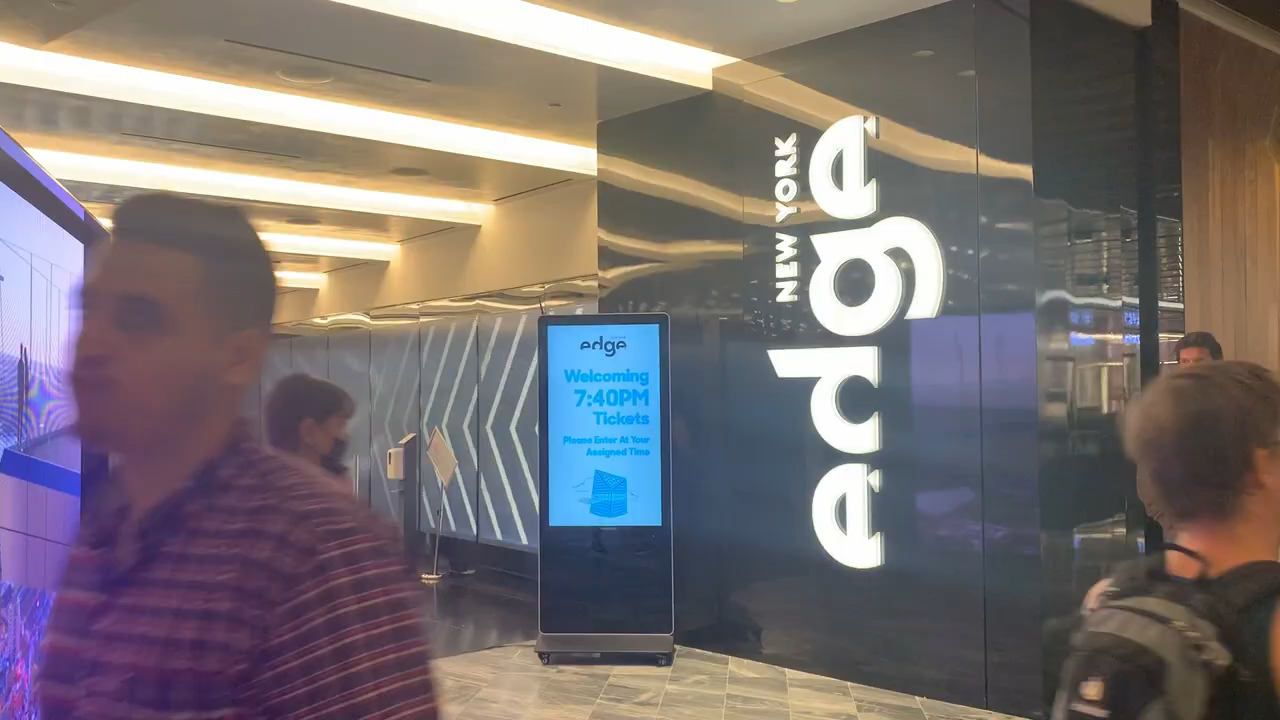 edge
Welcoming
7:40PM
Tickets
Please Enter At Your
Assigned Time
NEW YORK
edge